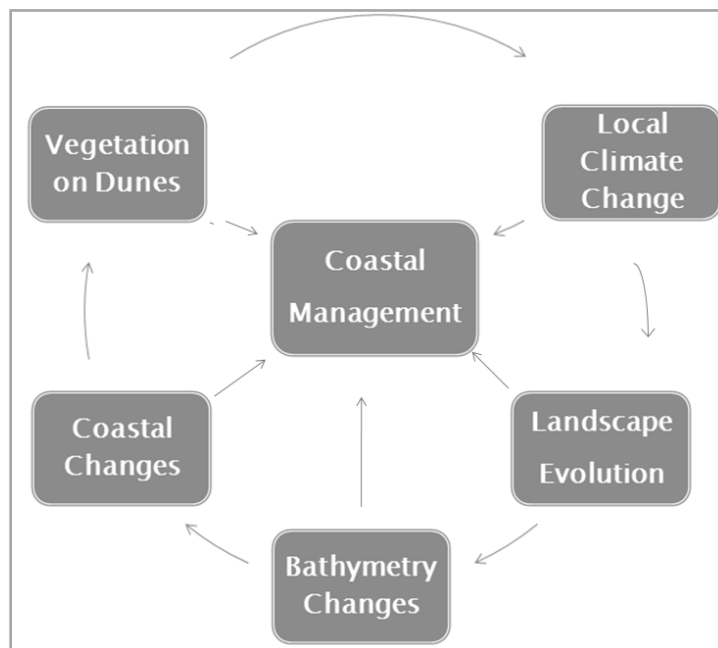 Vegetation
on Dunes
Local
Climate
Change
Coastal
Management
Coastal
Changes
Landscape
Evolution
Bathymetry
Changes